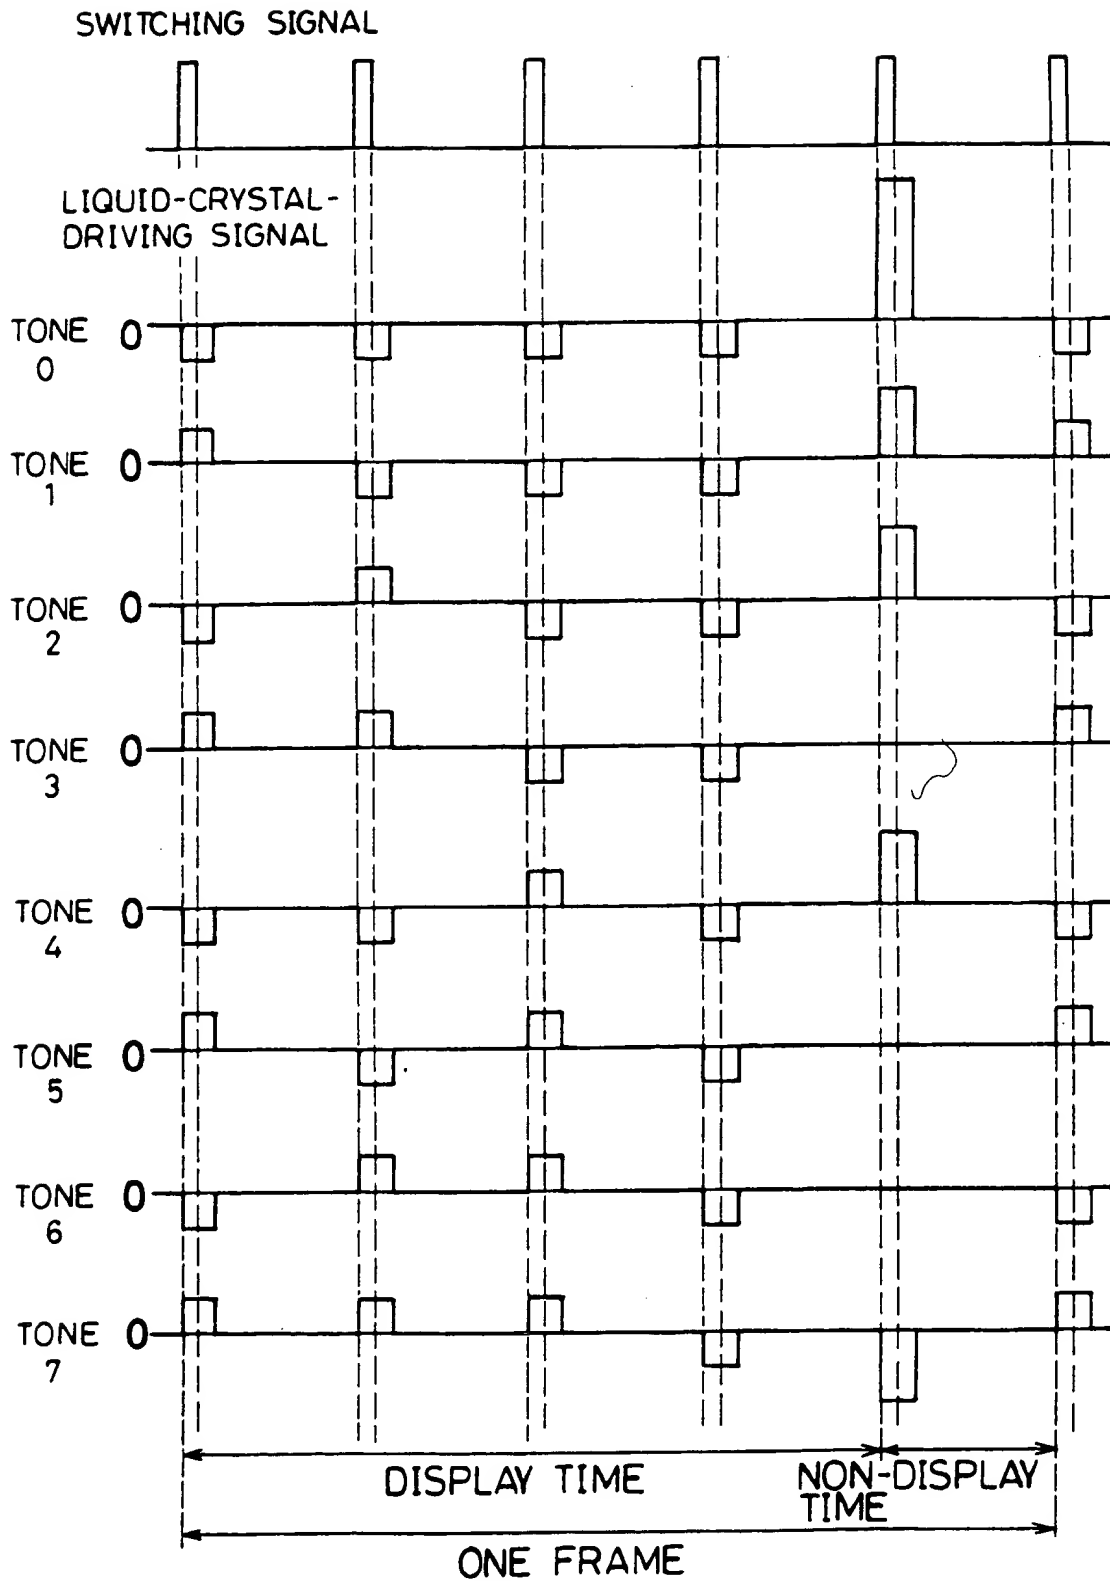 SWITCHING SIGNAL
LIQUID-CRYSTAL-
DRIVING SIGNAL
TONE 0
0
TONE 0
1
TONE 0
2
TONE 0
3
TONE 0
4
TONE 0
5
TONE 0
6
TONE 0
7
DISPLAY TIME
NON-DISPLAY
TIME
ONE FRAME